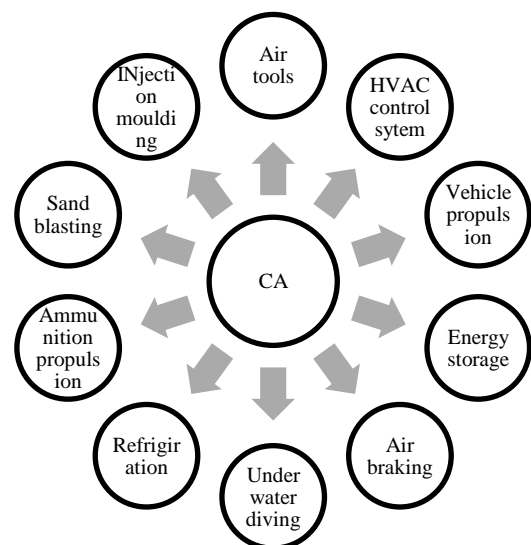 Air
tools
HVAC
control
sytem
Vehicle
propuls
ion
Energy
storage
Air
braking
Under
water
diving
Refrigir
ation
Ammu
nition
propuls
ion
Sand
blasting
INjecti
on
mouldi
ng
CA